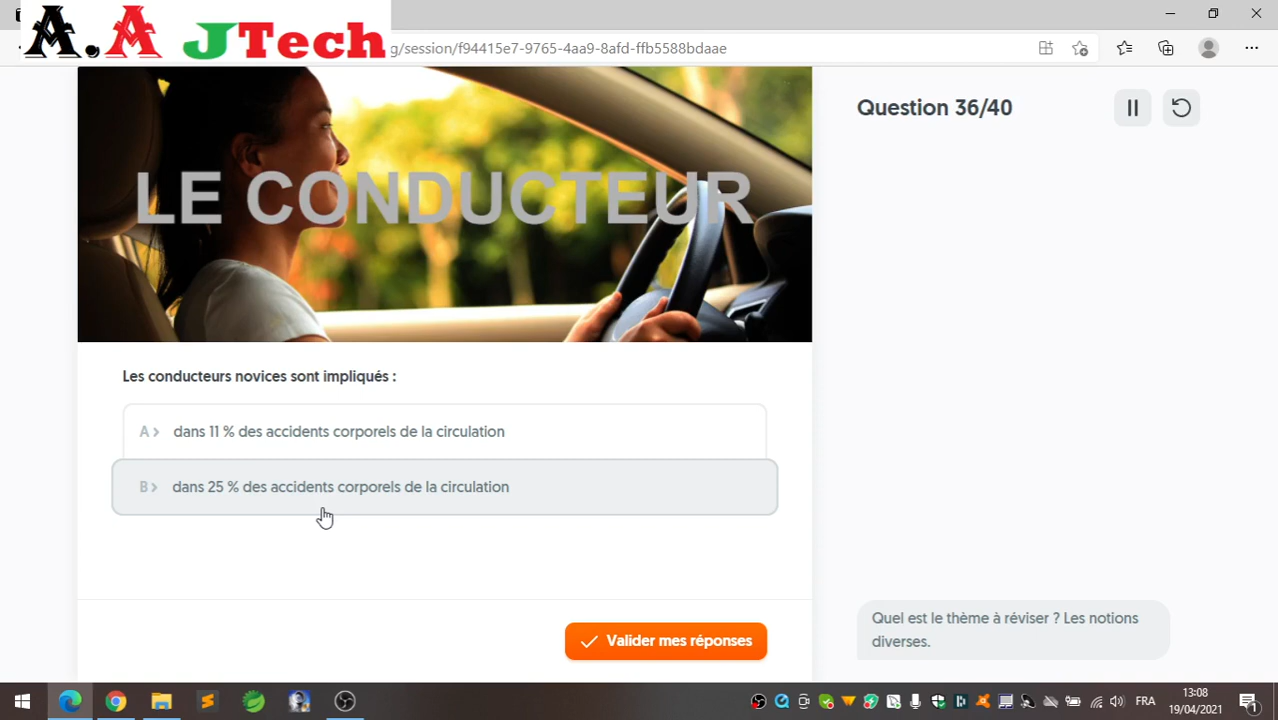 A.A JTech
g/session/f94415e7-9765-4aa9-8afd-ffb5588bdaae
LE CONDUCTEUR
Question 36/40
Les conducteurs novices sont impliqués :
A > dans 11 % des accidents corporels de la circulation
B > dans 25 % des accidents corporels de la circulation
Valider mes réponses
Quel est le thème à réviser ? Les notions
diverses.
FRA
13:08
19/04/2021
1